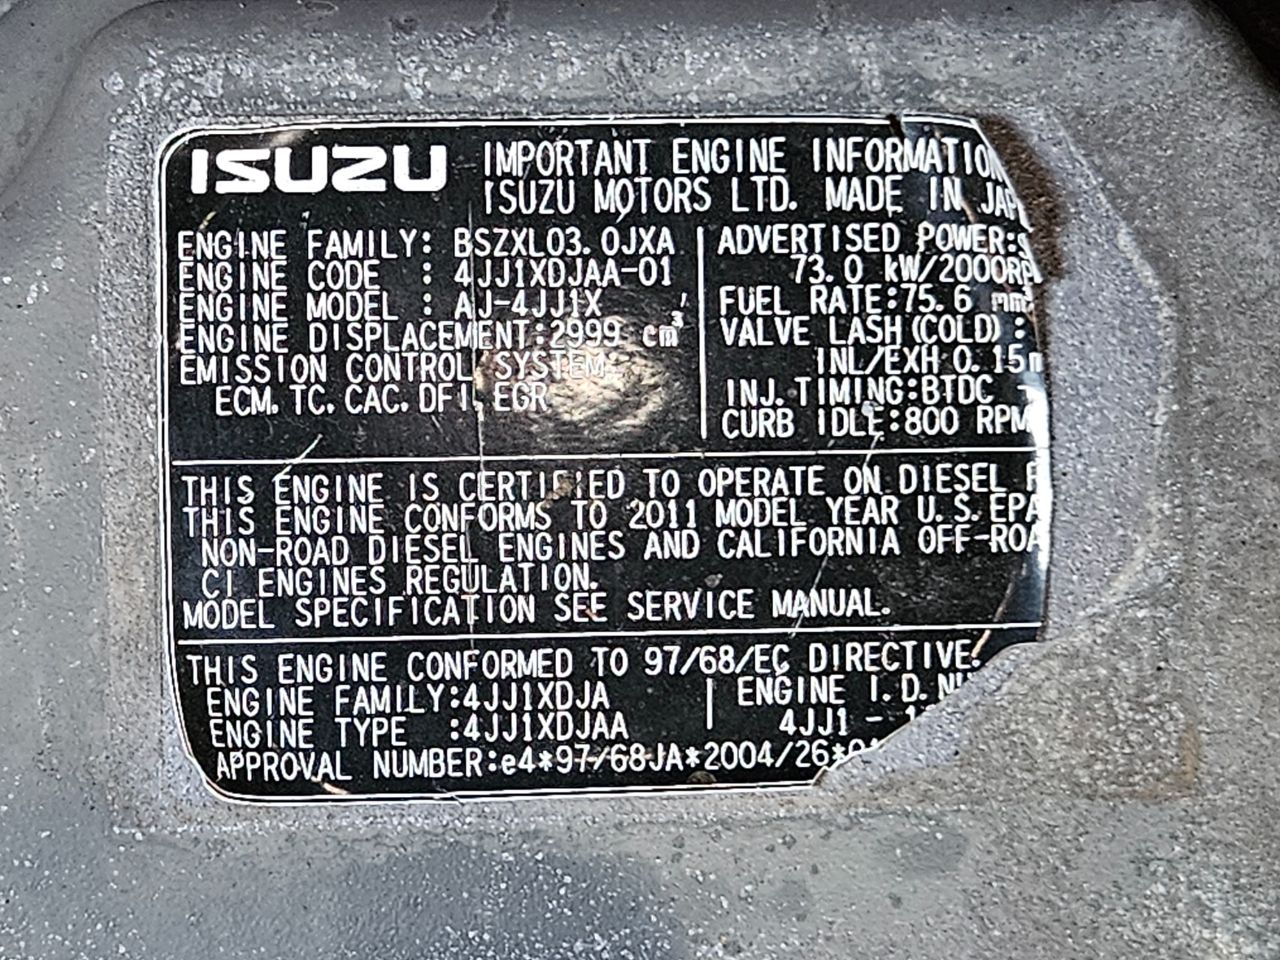 ISUZU
IMPORTANT ENGINE INFORMATION
ISUZU MOTORS LTD. MADE IN JAP
ENGINE FAMILY: BSZXL03.0JXA
ENGINE CODE : 4JJ1XDJAA-01
ENGINE MODEL : AJ-4JJ1X
ENGINE DISPLACEMENT:2999 cm³
EMISSION CONTROL SYSTEM:
ECM. TC. CAC. DFI. EGR
ADVERTISED POWER:
73.0 kW/2000RP
FUEL RATE:75.6 mm³
VALVE LASH(COLD):
INL/EXH 0.15
INJ. TIMING:BTDC
CURB IDLE:800 RPM
THIS ENGINE IS CERTIFIED TO OPERATE ON DIESEL
THIS ENGINE CONFORMS TO 2011 MODEL YEAR U.S. EPA
NON-ROAD DIESEL ENGINES AND CALIFORNIA OFF-ROA
CI ENGINES REGULATION.
MODEL SPECIFICATION SEE SERVICE MANUAL.
THIS ENGINE CONFORMED TO 97/68/EC DIRECTIVE.
ENGINE FAMILY:4JJ1XDJA
ENGINE TYPE :4JJ1XDJAA
ENGINE I.D. NU
4JJ1 -
APPROVAL NUMBER:e4*97/68JA*2004/26*